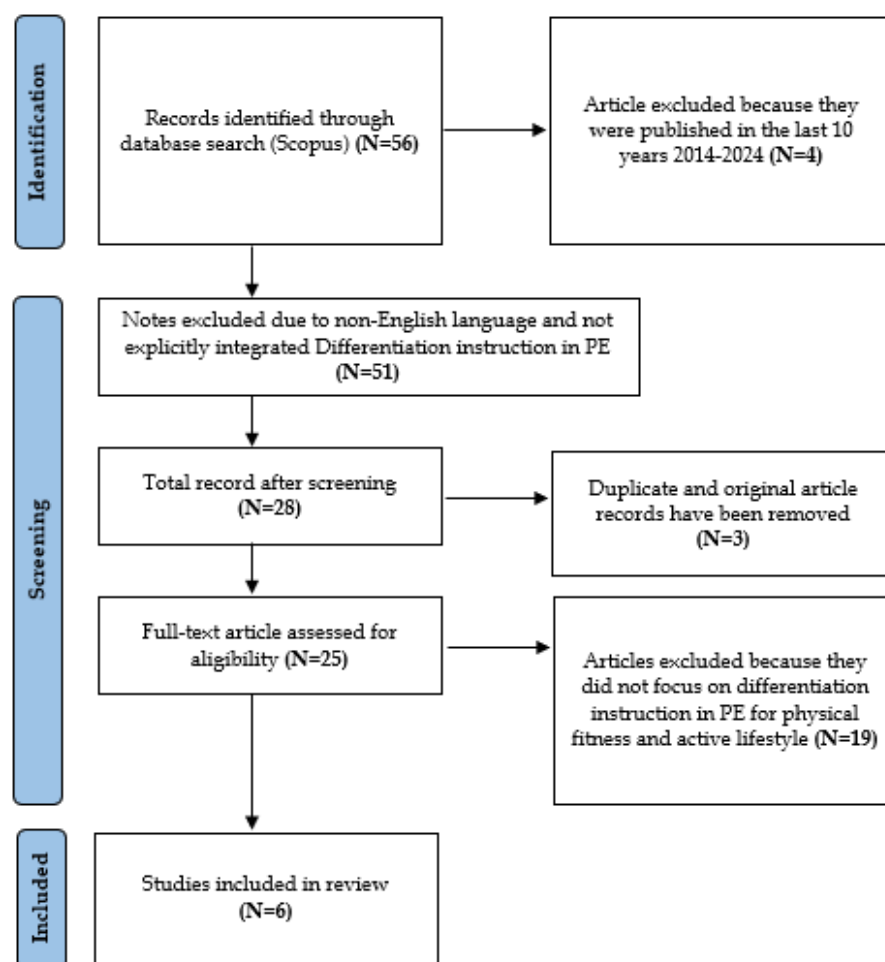 Identification
Records identified through
database search (Scopus) (N=56)
Article excluded because they
were published in the last 10
years 2014-2024 (N=4)
Screening
Notes excluded due to non-English language and not
explicitly integrated Differentiation instruction in PE
(N=51)
Total record after screening
(N=28)
Duplicate and original article
records have been removed
(N=3)
Full-text article assessed for
aligibility (N=25)
Articles excluded because they
did not focus on differentiation
instruction in PE for physical
fitness and active lifestyle (N=19)
Included
Studies included in review
(N=6)